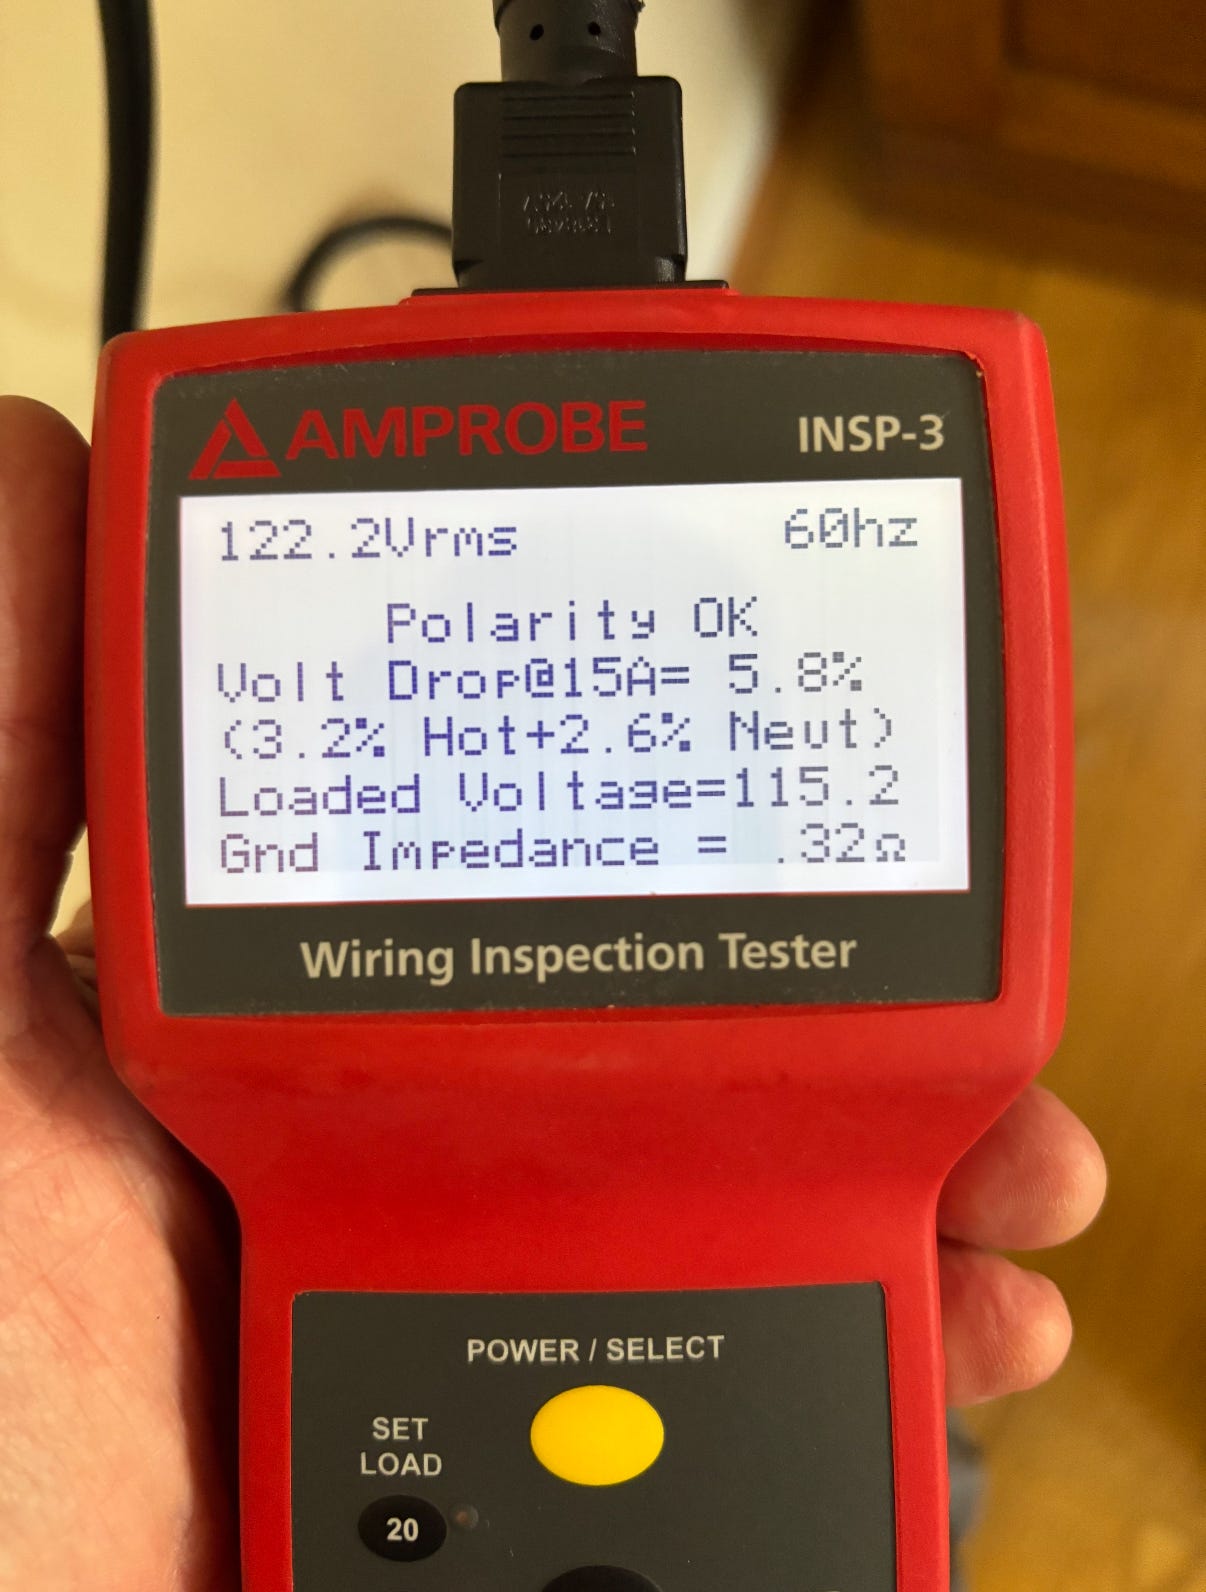 AMPROBE INSP-3
122.2Vrms 60hz
Polarity OK
Volt Drop@15A= 5.8%
(3.2% Hot+2.6% Neut)
Loaded Voltage=115.2
Gnd Impedance = .32Ω
Wiring Inspection Tester
POWER / SELECT
SET
LOAD
20